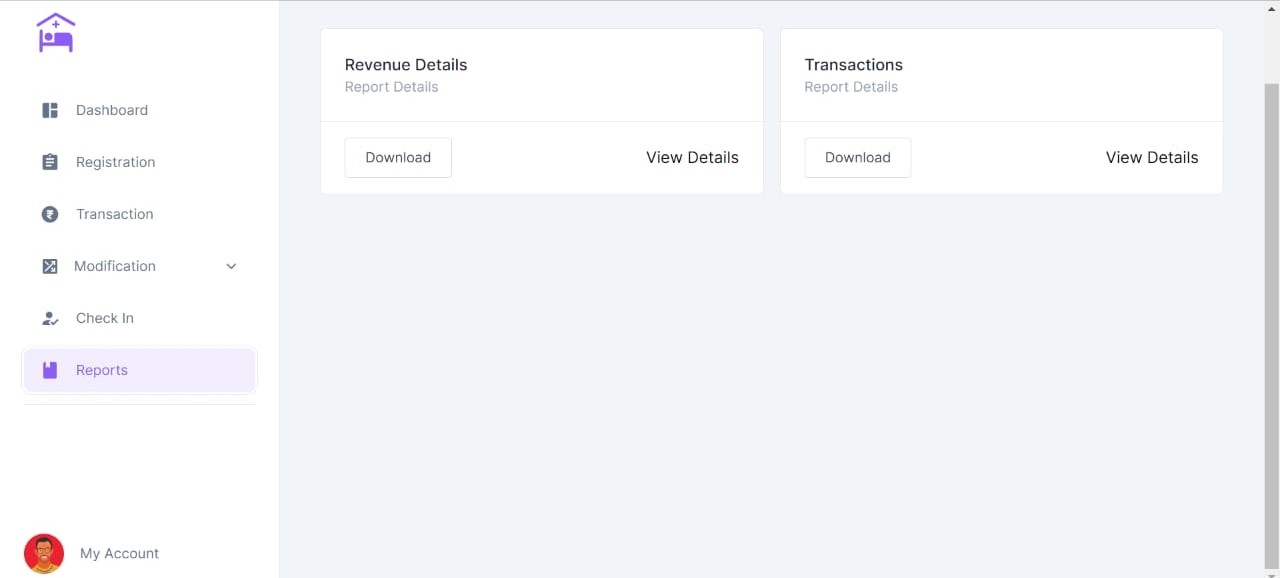 Dashboard
Registration
Transaction
Modification
Check In
Reports
My Account
Revenue Details
Report Details
Download
View Details
Transactions
Report Details
Download
View Details